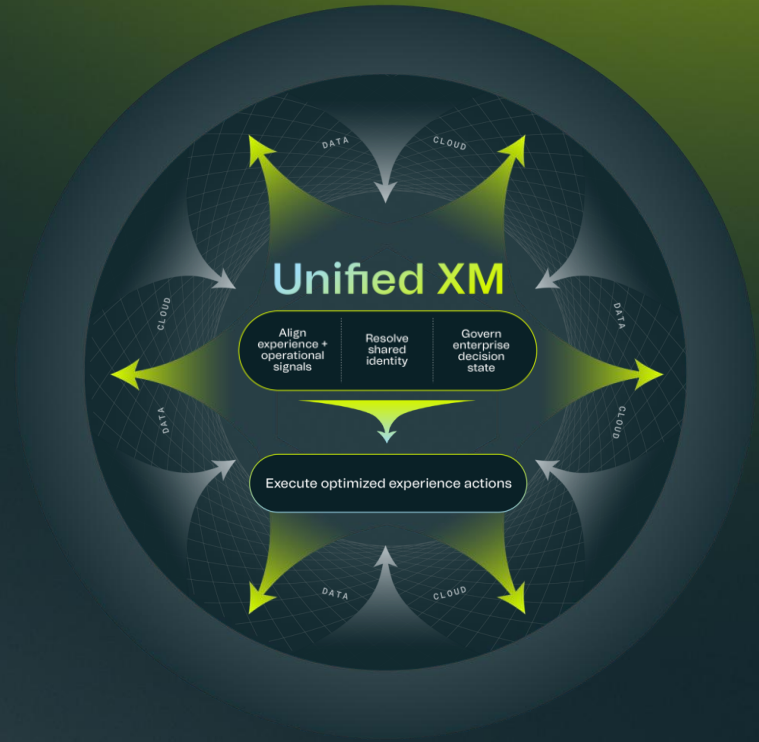 DATA
CLOUD
Unified XM
Align
experience +
operational
signals
Resolve
shared
identity
Govern
enterprise
decision
state
CLOUD
DATA
DATA
CLOUD
Execute optimized experience actions
DATA
CLOUD